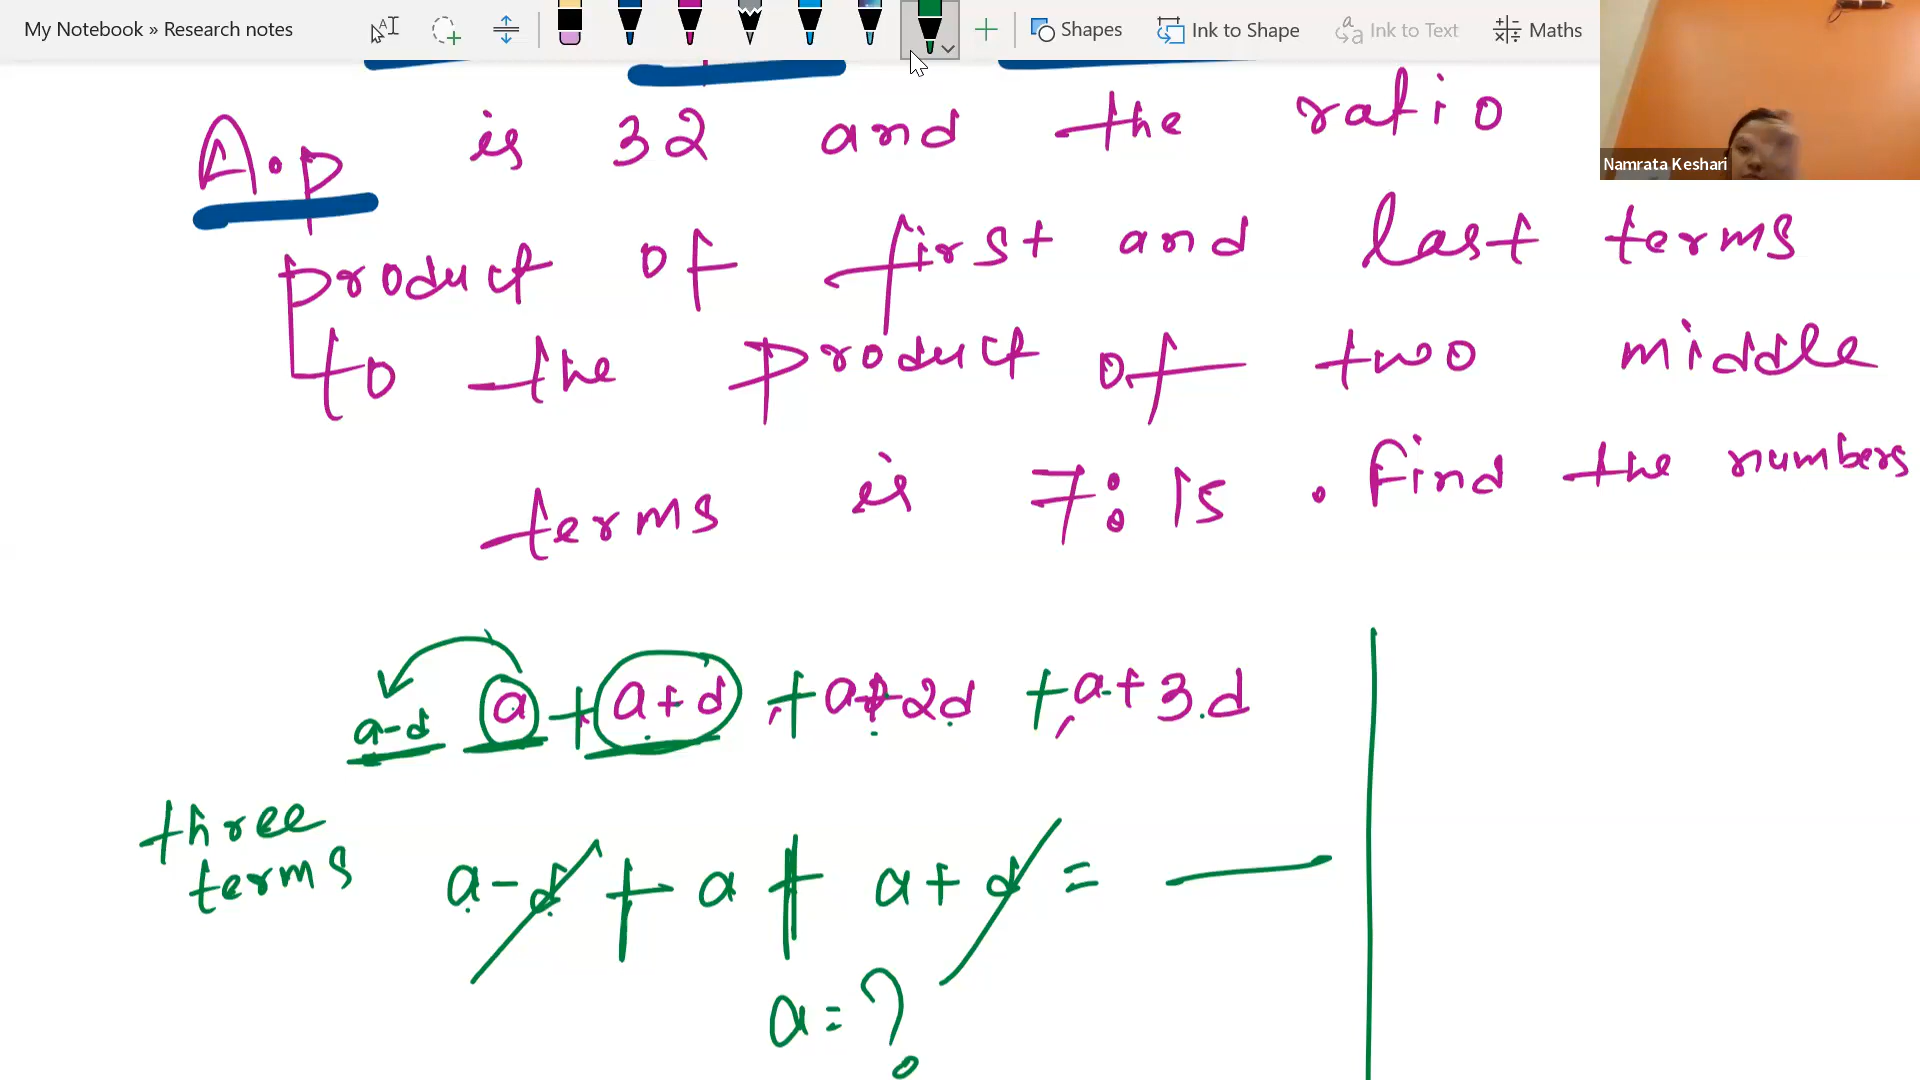 My Notebook » Research notes
Shapes Ink to Shape Ink to Text Maths
Namrata Keshari
A.p is 32 and the ratio
product of first and last terms
to the product of two middle
terms is 7:15 . Find the numbers
a-d a + a+d + a+2d + a+3.d
three
terms
a-d + a + a+d = —
a=?